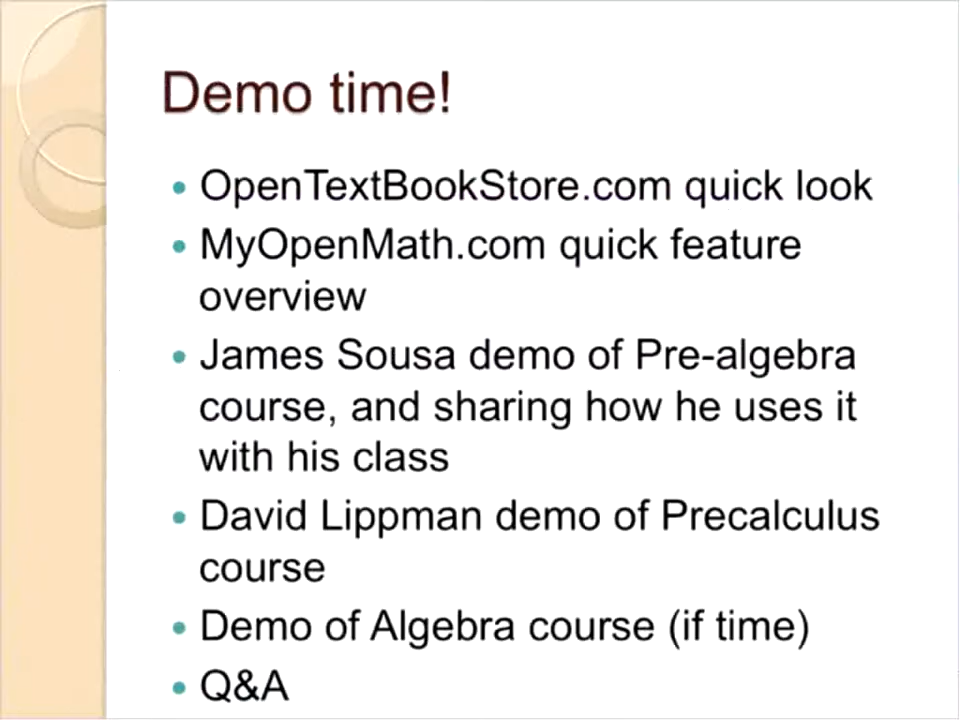 Demo time!
OpenTextBookStore.com quick look
MyOpenMath.com quick feature
overview
James Sousa demo of Pre-algebra
course, and sharing how he uses it
with his class
David Lippman demo of Precalculus
course
Demo of Algebra course (if time)
Q&A